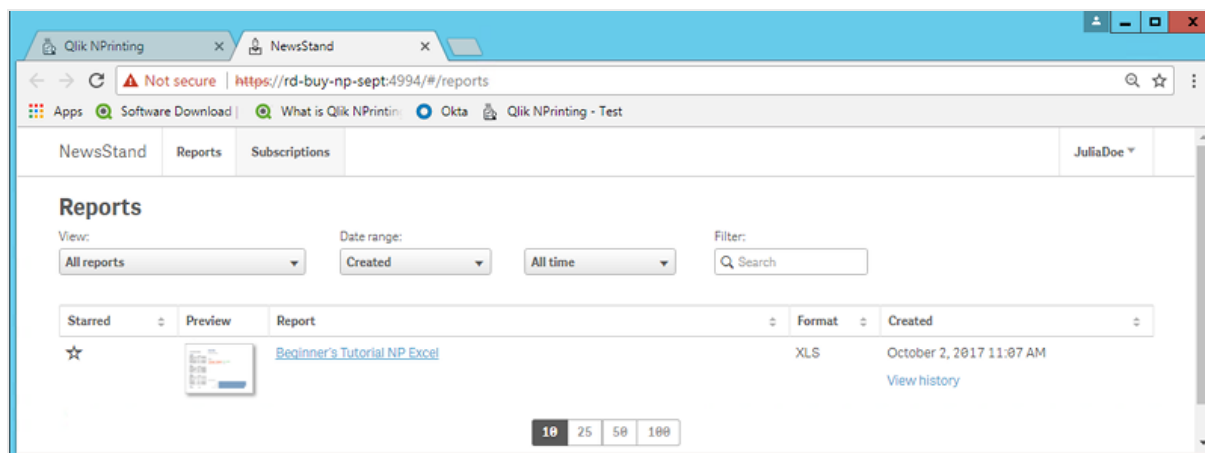 Qlik NPrinting
NewsStand
Not secure | https://rd-buy-np-sept:4994/#/reports
Apps Software Download | What is Qlik NPrintin Okta Qlik NPrinting - Test
NewsStand Reports Subscriptions JuliaDoe
Reports
View: Date range: Filter:
All reports Created All time Search
Starred Preview Report Format Created
Beginner's Tutorial NP Excel XLS October 2, 2017 11:07 AM
View history
10 25 50 100